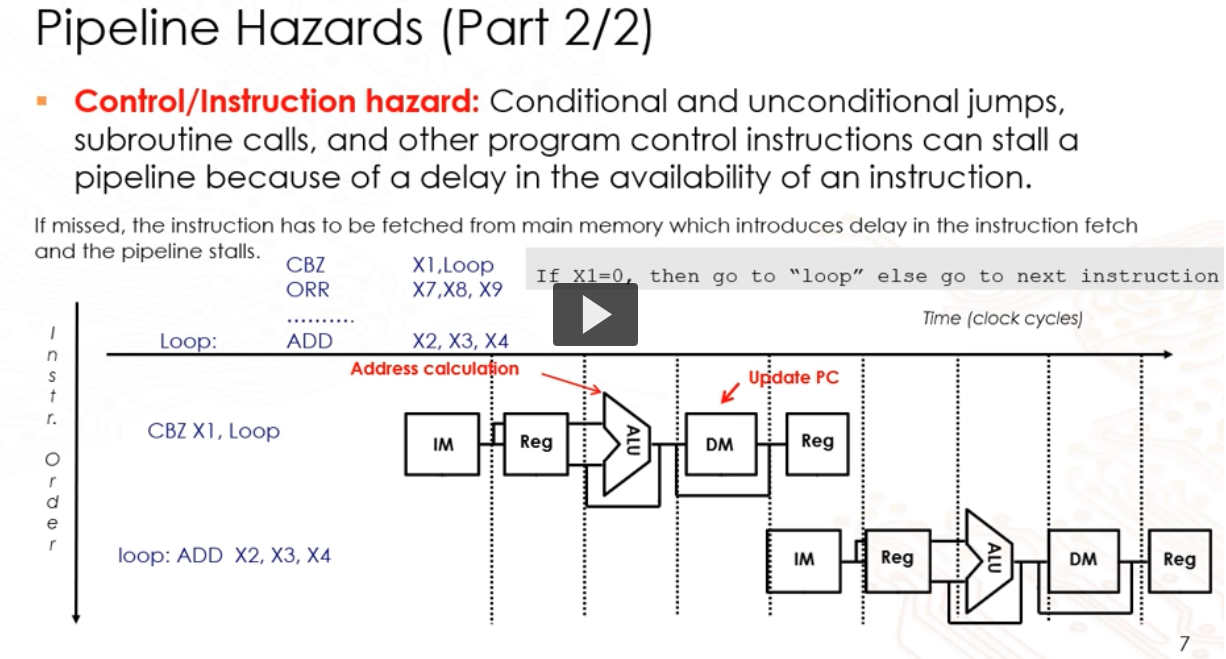 Pipeline Hazards (Part 2/2)
▪ Control/Instruction hazard: Conditional and unconditional jumps,
subroutine calls, and other program control instructions can stall a
pipeline because of a delay in the availability of an instruction.
If missed, the instruction has to be fetched from main memory which introduces delay in the instruction fetch
and the pipeline stalls.
CBZ X1,Loop
If X1=0, then go to “loop” else go to next instruction
ORR X7,X8, X9
...........
Time (clock cycles)
Loop: ADD X2, X3, X4
Instr. Order
Address calculation
Update PC
CBZ X1, Loop
IM Reg ALU DM Reg
loop: ADD X2, X3, X4
IM Reg ALU DM Reg
7